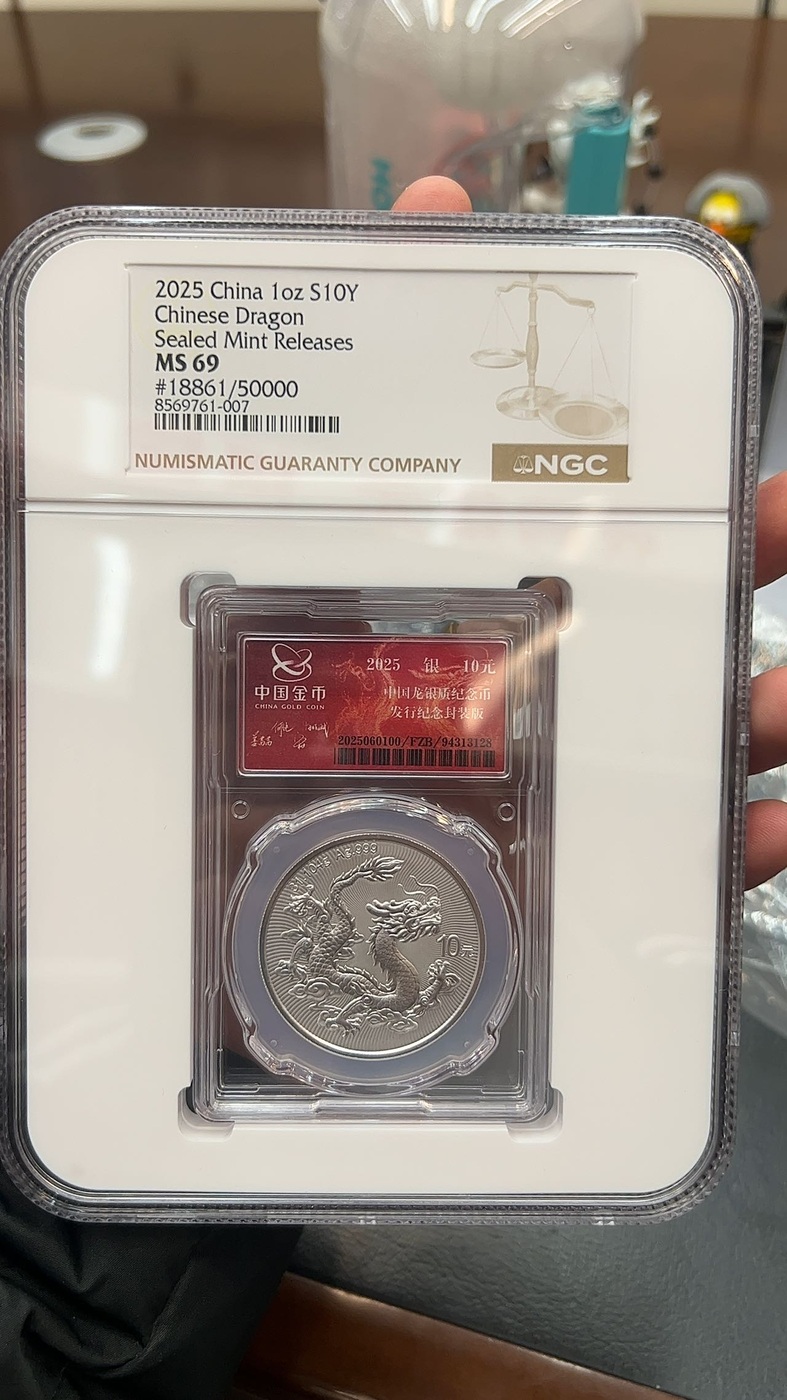 2025 China 1oz S10Y
Chinese Dragon
Sealed Mint Releases
MS 69
#18861/50000
8569761-007
NUMISMATIC GUARANTY COMPANY
NGC
中国金币
CHINA GOLD COIN
2025 银 10元
中国龙银质纪念币
发行纪念封装版
2025060100/FZB/94313128
Ag.999
10元